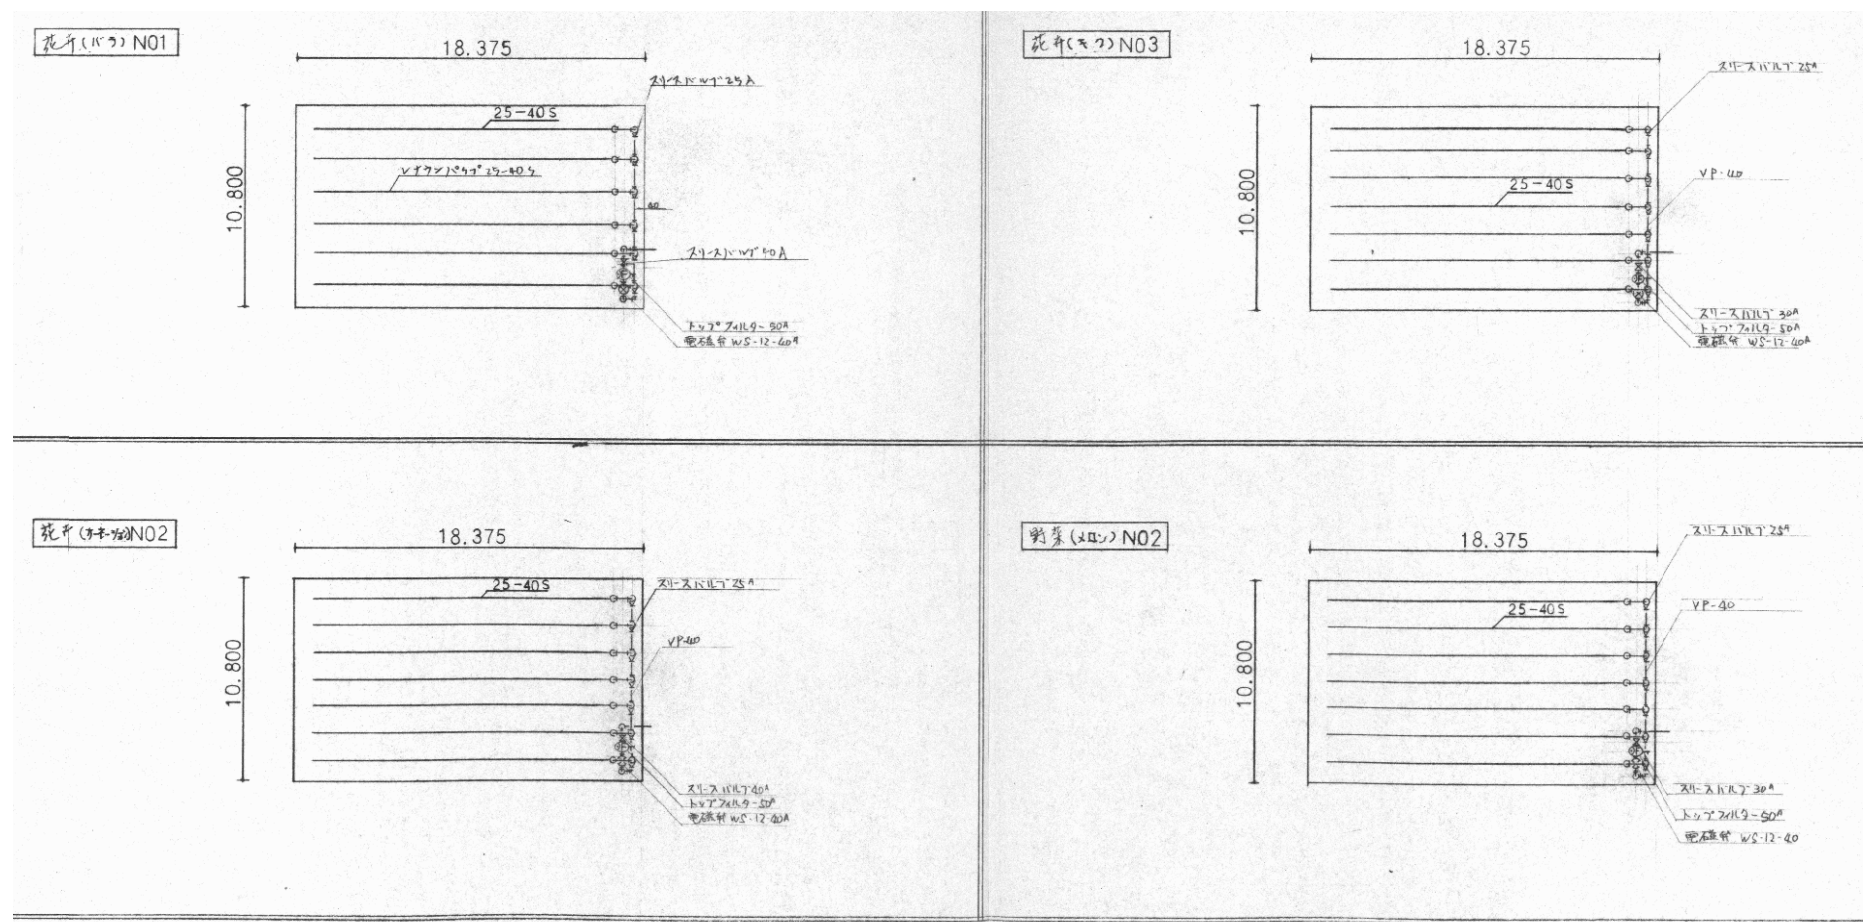 花卉(バラ)NO1
18.375
スリースバルブ25A
25-40S
Vナウンパイプ25-40S
10.800
40
スリースバルブ40A
トップフィルター50A
電磁弁 WS-12-40A
花卉(キク)NO3
18.375
スリースバルブ25A
VP-40
25-40S
10.800
スリースバルブ30A
トップフィルター50A
電磁弁 WS-12-40A
花卉(カーネーション)NO2
18.375
25-40S
スリースバルブ25A
VP-40
10.800
スリースバルブ40A
トップフィルター50A
電磁弁 WS-12-40A
野菜(メロン)NO2
18.375
スリースバルブ25A
25-40S
VP-40
10.800
スリースバルブ30A
トップフィルター50A
電磁弁 WS-12-40